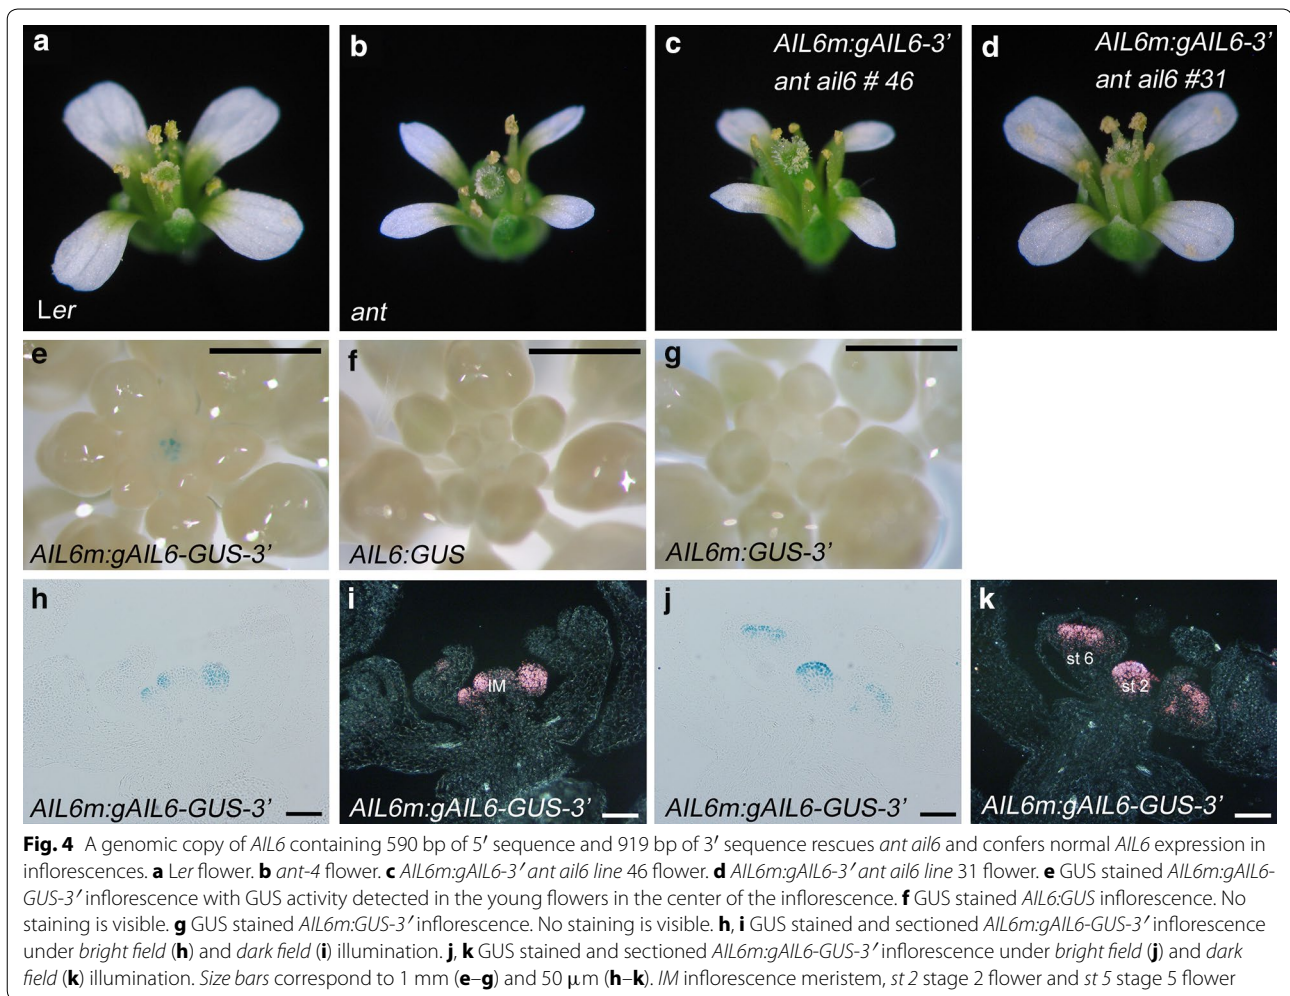 a
b
c
AIL6m:gAIL6-3’
ant ail6 # 46
d
AIL6m:gAIL6-3’
ant ail6 #31
Ler
ant
e
f
g
AIL6m:gAIL6-GUS-3’
AIL6:GUS
AIL6m:GUS-3’
h
i
j
k
IM
st 6
st 2
AIL6m:gAIL6-GUS-3’
AIL6m:gAIL6-GUS-3’
AIL6m:gAIL6-GUS-3’
AIL6m:gAIL6-GUS-3’
Fig. 4 A genomic copy of AIL6 containing 590 bp of 5′ sequence and 919 bp of 3′ sequence rescues ant ail6 and confers normal AIL6 expression in
inflorescences. a Ler flower. b ant-4 flower. c AIL6m:gAIL6-3′ ant ail6 line 46 flower. d AIL6m:gAIL6-3′ ant ail6 line 31 flower. e GUS stained AIL6m:gAIL6-
GUS-3′ inflorescence with GUS activity detected in the young flowers in the center of the inflorescence. f GUS stained AIL6:GUS inflorescence. No
staining is visible. g GUS stained AIL6m:GUS-3′ inflorescence. No staining is visible. h, i GUS stained and sectioned AIL6m:gAIL6-GUS-3′ inflorescence
under bright field (h) and dark field (i) illumination. j, k GUS stained and sectioned AIL6m:gAIL6-GUS-3′ inflorescence under bright field (j) and dark
field (k) illumination. Size bars correspond to 1 mm (e–g) and 50 μm (h–k). IM inflorescence meristem, st 2 stage 2 flower and st 5 stage 5 flower